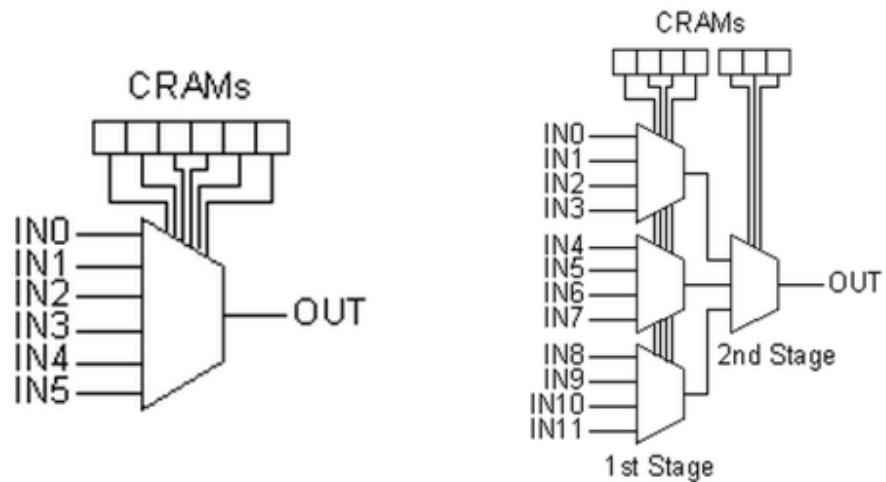 CRAMs
IN0
IN1
IN2
IN3
IN4
IN5
OUT
CRAMs
IN0
IN1
IN2
IN3
IN4
IN5
IN6
IN7
IN8
IN9
IN10
IN11
OUT
2nd Stage
1st Stage